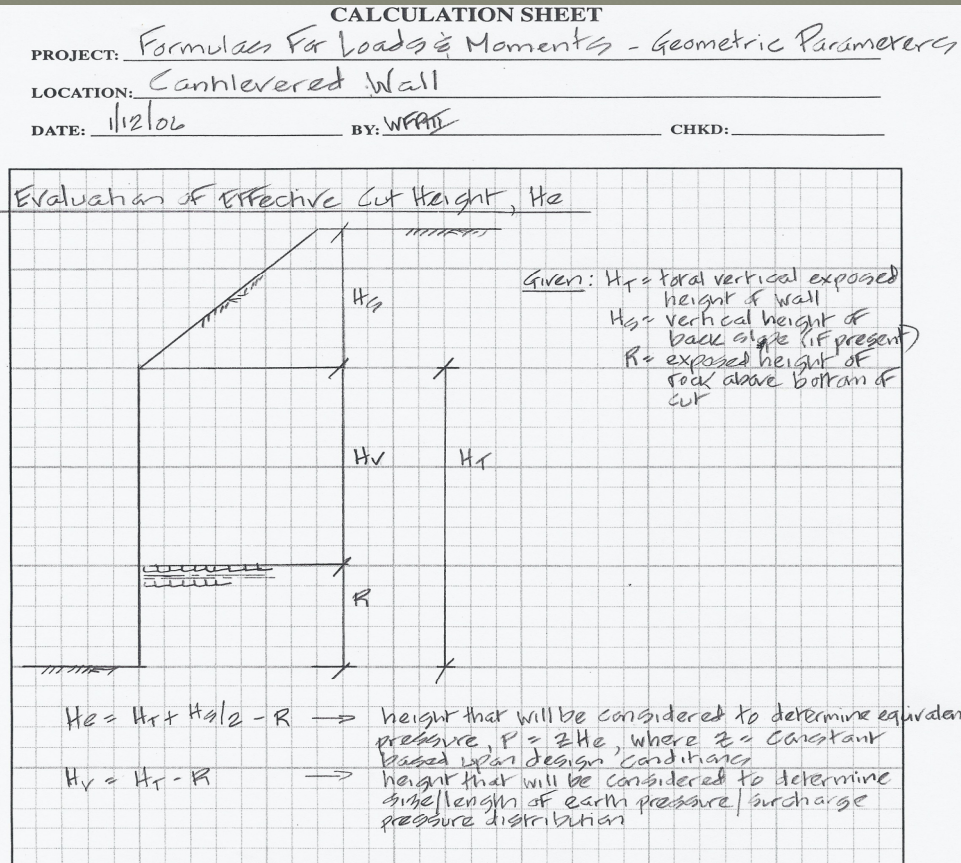 CALCULATION SHEET
PROJECT: Formulaes For Loads & Moments - Geometric Parameters
LOCATION: Cantilevered Wall
DATE: 1/12/06 BY: CHKD:
Evaluation of Effective Cut Height, He
Given: HT = total vertical exposed
height of wall
HS = vertical height of
back slope (if present)
R = exposed height of
rock above bottom of
cut
HS
HV
HT
R
He = HT + HS/2 - R → height that will be considered to determine equivalen
pressure, P = ZHe, where Z = constant
based upon design conditions
HV = HT - R → height that will be considered to determine
size/length of earth pressure/surcharge
pressure distribution